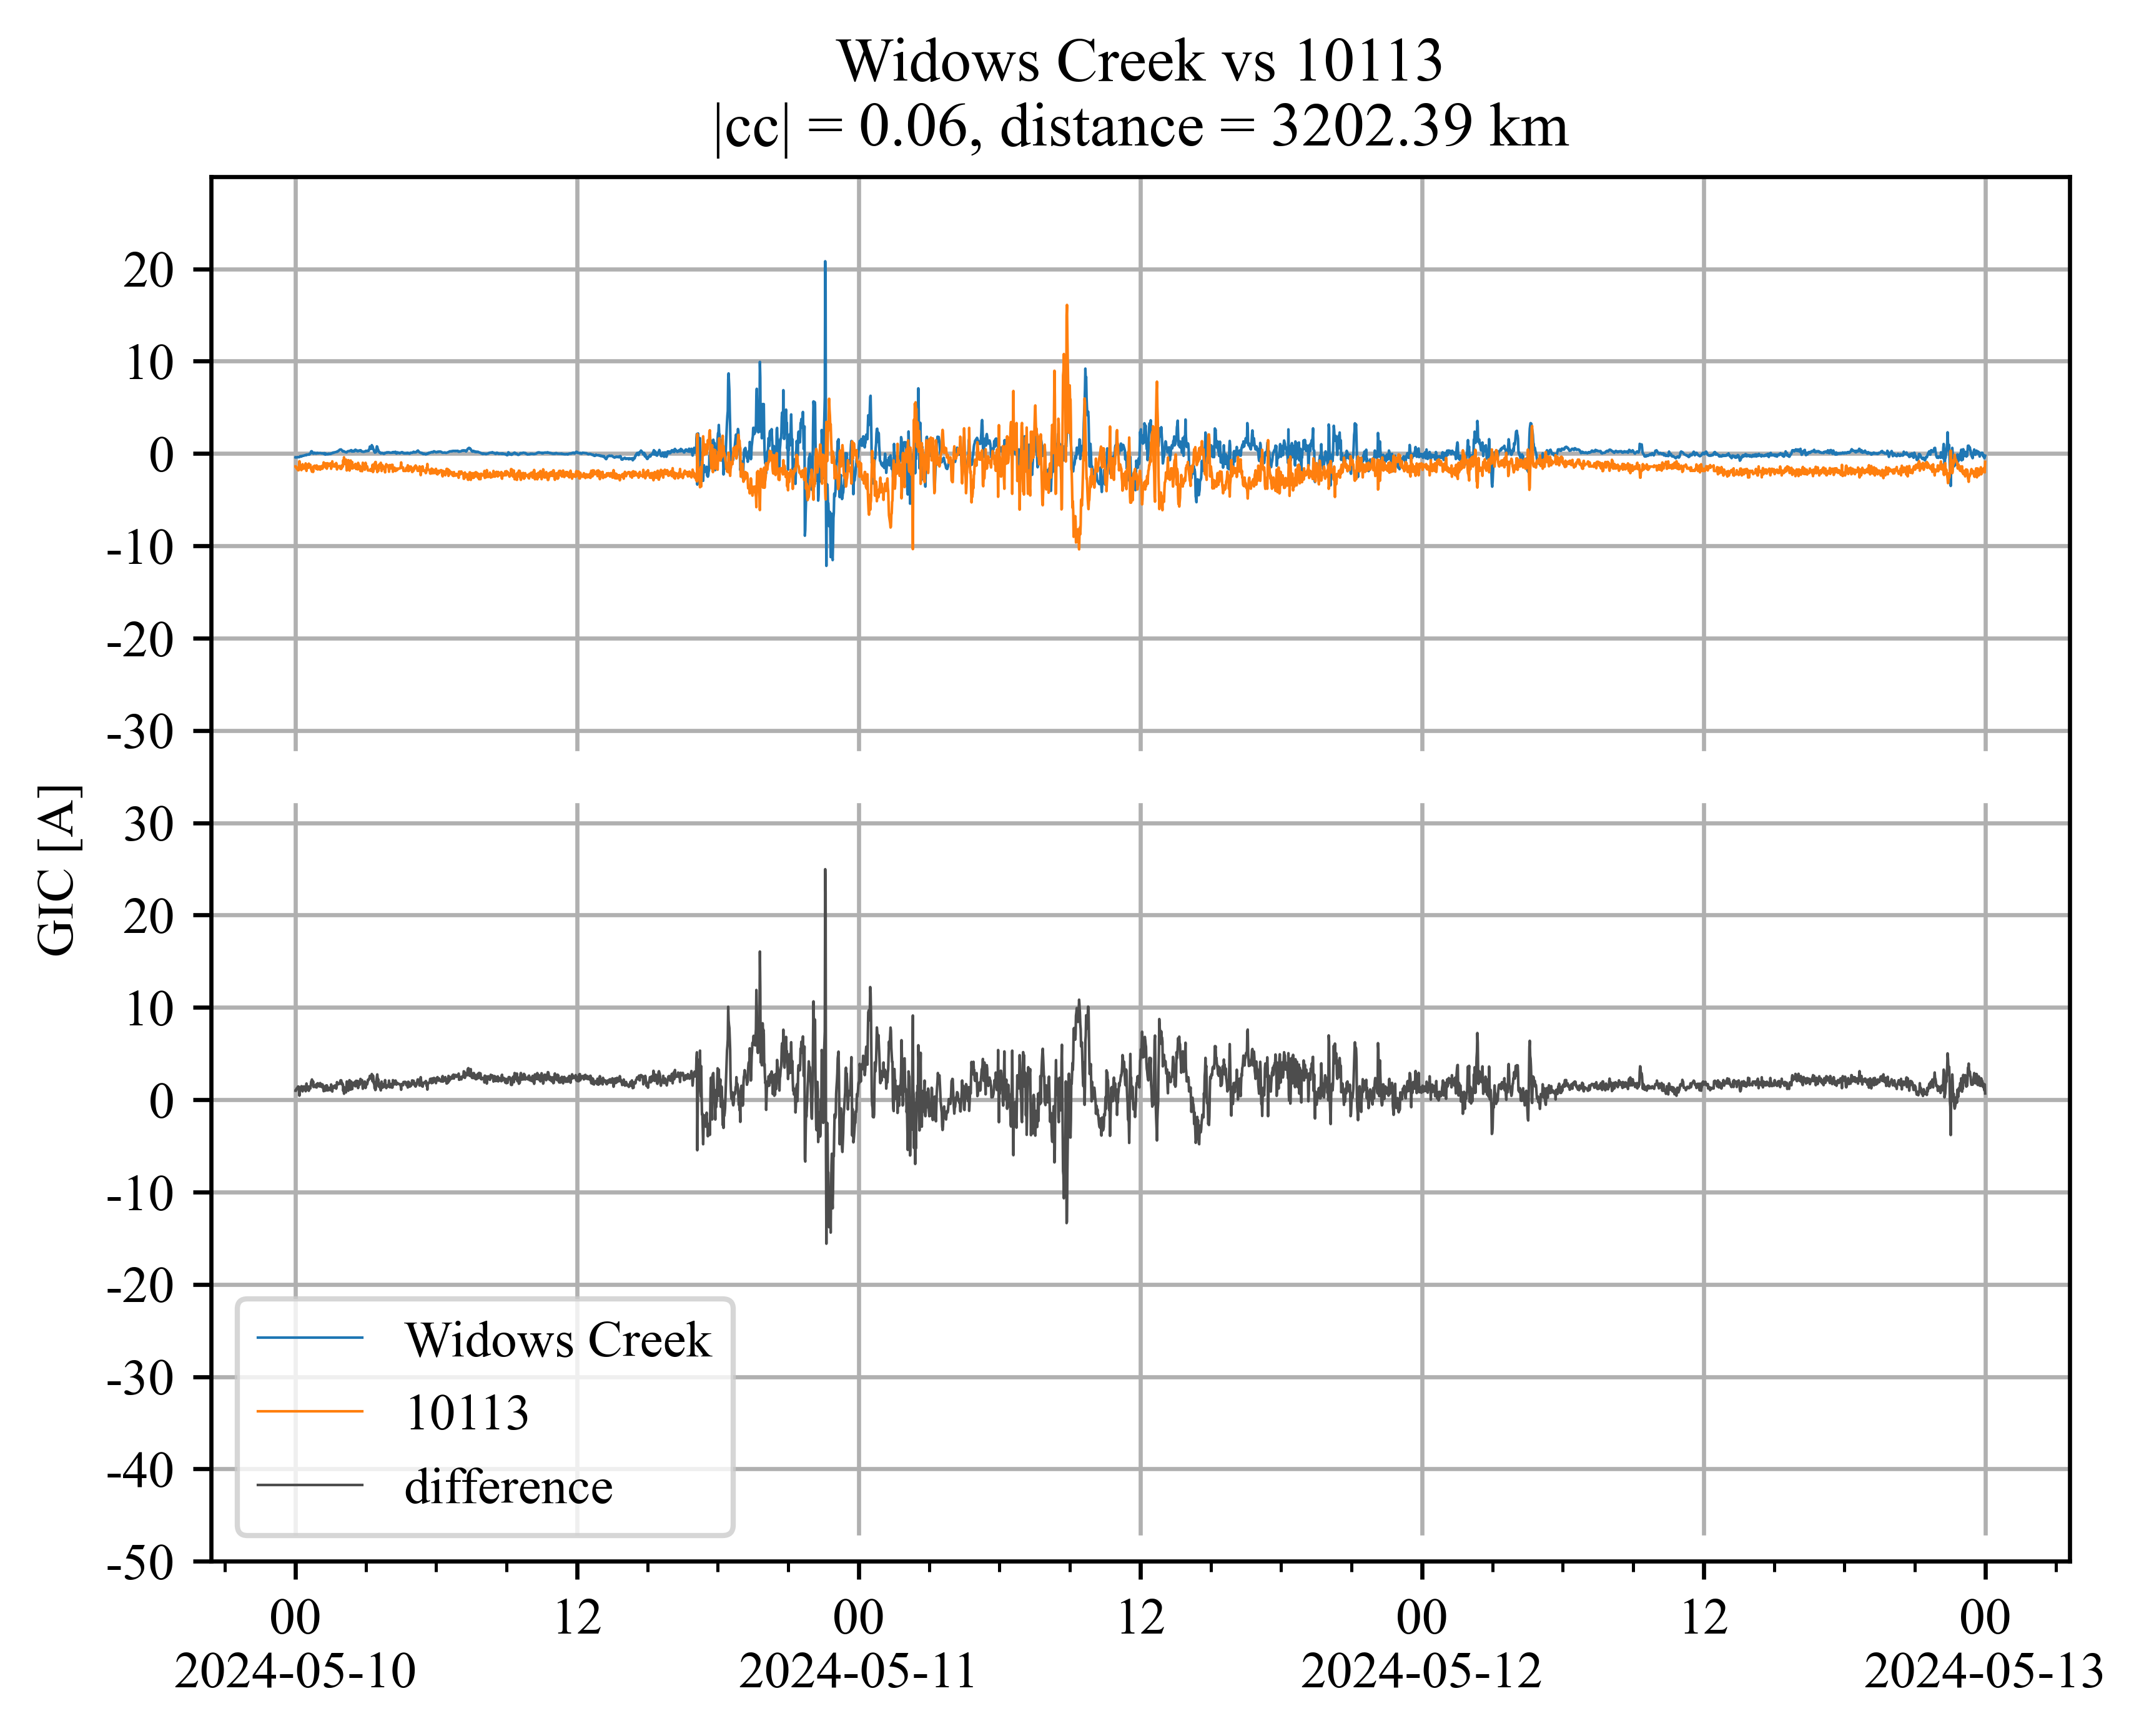 Widows Creek vs 10113
|cc| = 0.06, distance = 3202.39 km
GIC [A]
20
10
0
-10
-20
-30
30
20
10
0
-10
-20
-30
-40
-50
Widows Creek
10113
difference
00 12 00 12 00 12 00
2024-05-10 2024-05-11 2024-05-12 2024-05-13